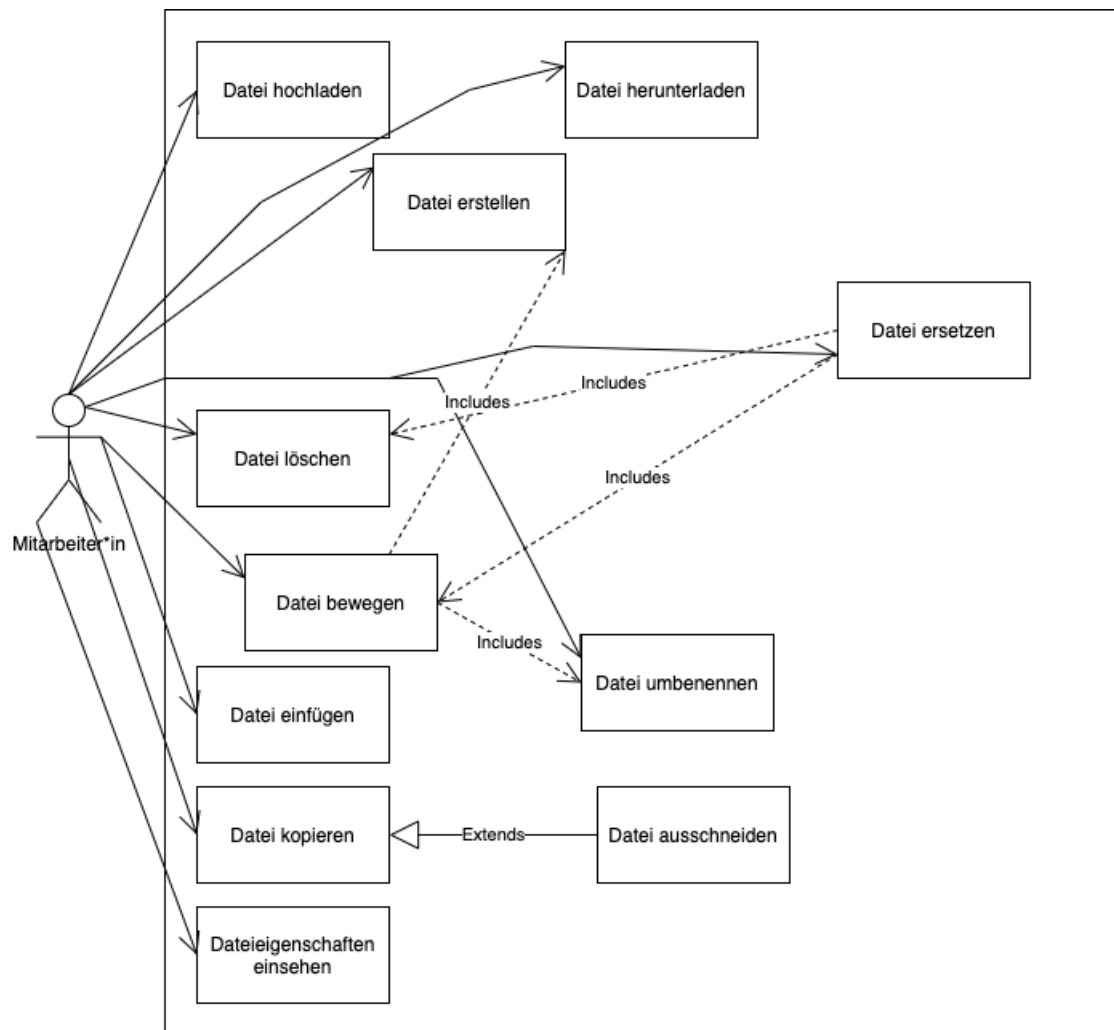 Datei hochladen
Datei herunterladen
Datei erstellen
Datei ersetzen
Includes
Includes
Datei löschen
Includes
Mitarbeiter*in
Datei bewegen
Includes
Datei umbenennen
Datei einfügen
Datei kopieren
Extends
Datei ausschneiden
Dateieigenschaften
einsehen